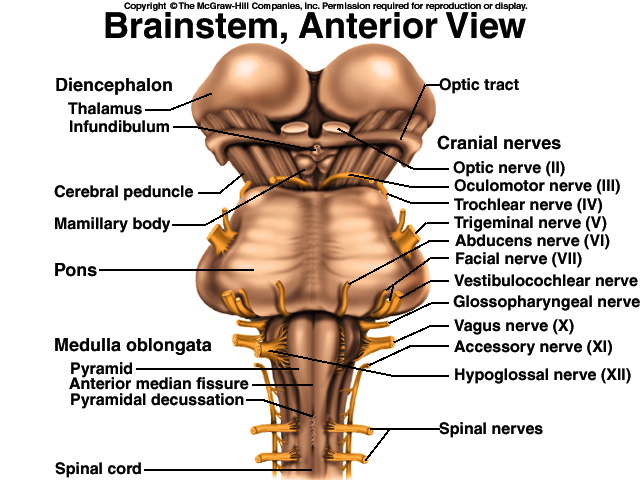 Copyright © The McGraw-Hill Companies, Inc. Permission required for reproduction or display.
Brainstem, Anterior View
Diencephalon
Thalamus
Infundibulum
Cerebral peduncle
Mamillary body
Pons
Medulla oblongata
Pyramid
Anterior median fissure
Pyramidal decussation
Spinal cord
Optic tract
Cranial nerves
Optic nerve (II)
Oculomotor nerve (III)
Trochlear nerve (IV)
Trigeminal nerve (V)
Abducens nerve (VI)
Facial nerve (VII)
Vestibulocochlear nerve
Glossopharyngeal nerve
Vagus nerve (X)
Accessory nerve (XI)
Hypoglossal nerve (XII)
Spinal nerves